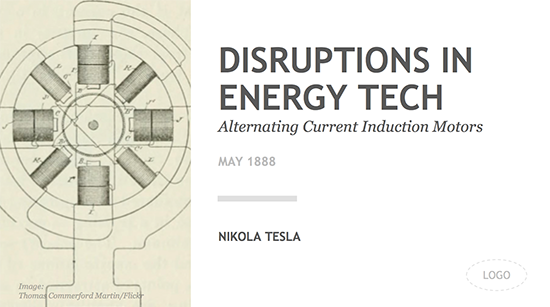 DISRUPTIONS IN
ENERGY TECH
Alternating Current Induction Motors
MAY 1888
NIKOLA TESLA
LOGO
Image:
Thomas Commerford Martin/Flickr